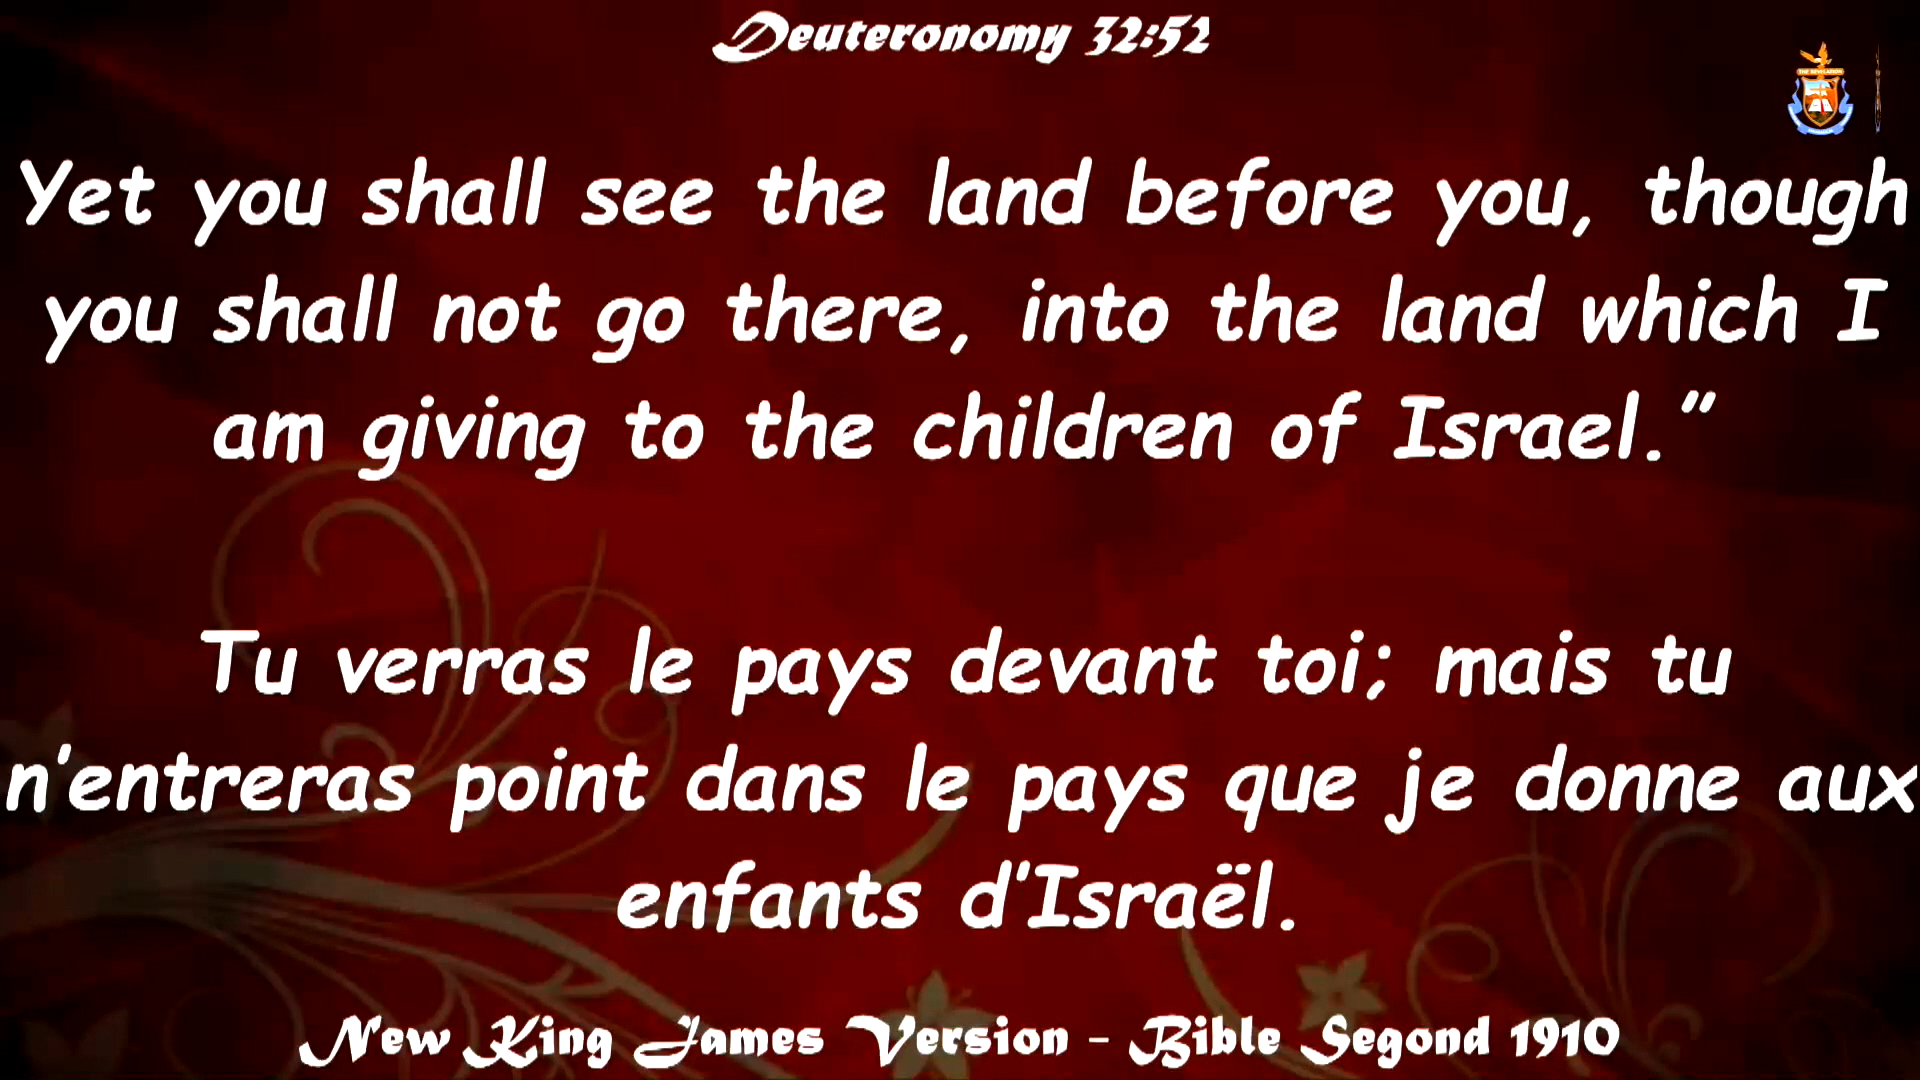 Deuteronomy 32:52
Yet you shall see the land before you, though
you shall not go there, into the land which I
am giving to the children of Israel.”
Tu verras le pays devant toi; mais tu
n'entreras point dans le pays que je donne aux
enfants d'Israël.
New King James Version - Bible Segond 1910